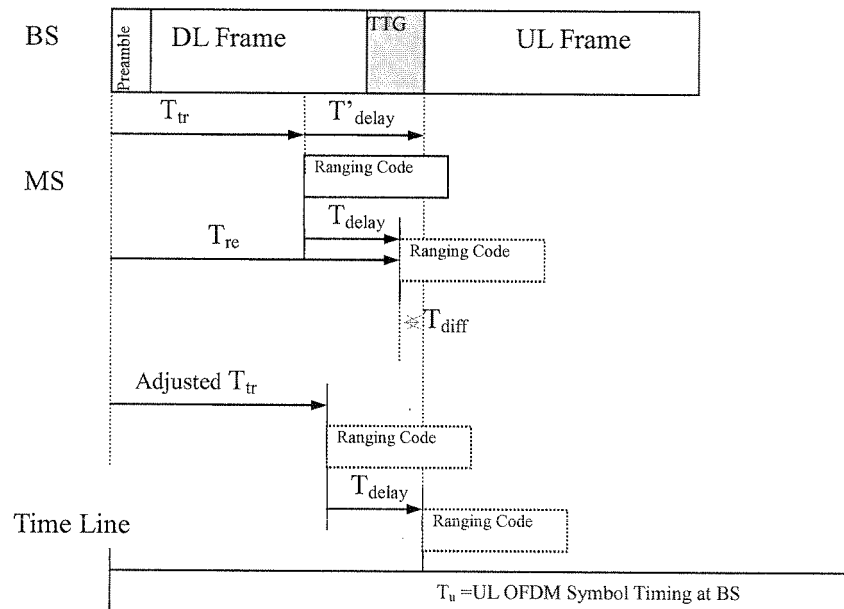 BS
Preamble
DL Frame
TTG
UL Frame
T_tr
T'_delay
MS
Ranging Code
T_delay
T_re
Ranging Code
T_diff
Adjusted T_tr
Ranging Code
T_delay
Time Line
Ranging Code
T_u =UL OFDM Symbol Timing at BS